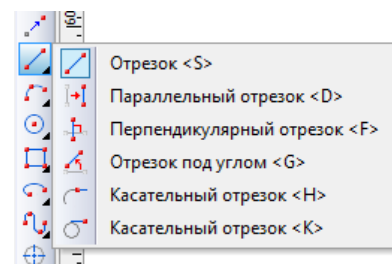 Отрезок <S>
Параллельный отрезок <D>
Перпендикулярный отрезок <F>
Отрезок под углом <G>
Касательный отрезок <H>
Касательный отрезок <K>